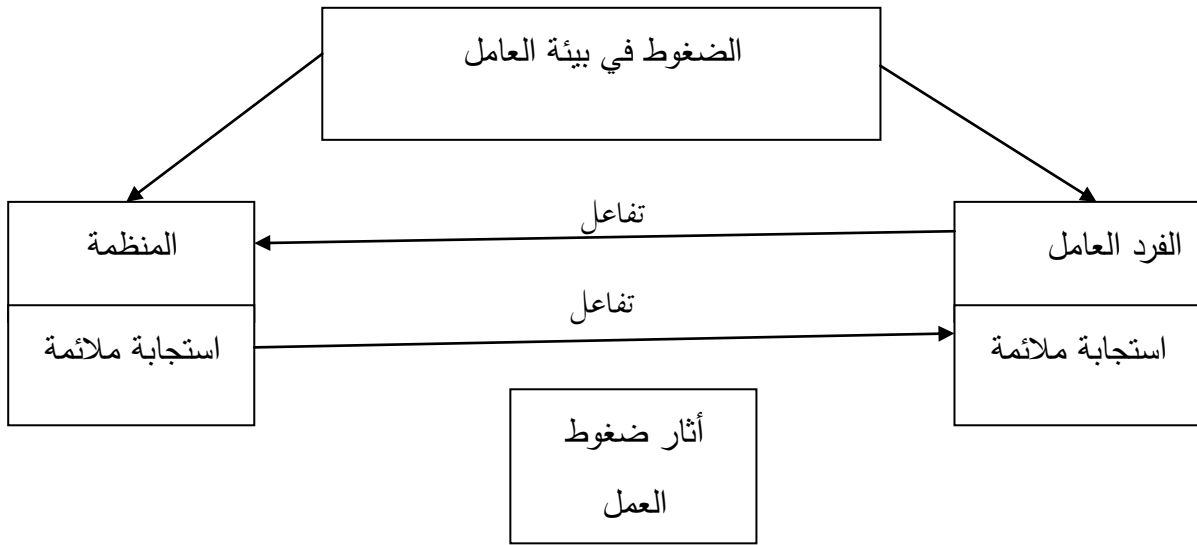 الضغوط في بيئة العامل
تفاعل
الفرد العامل
المنظمة
تفاعل
استجابة ملائمة
استجابة ملائمة
أثار ضغوط
العمل